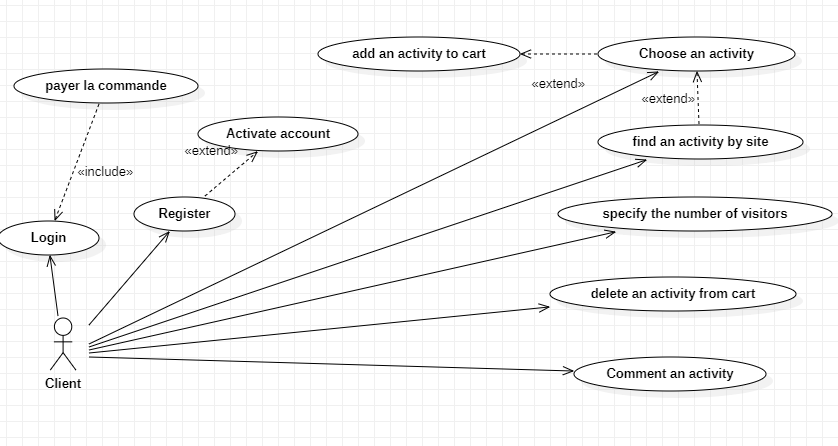 add an activity to cart
Choose an activity
«extend»
payer la commande
«extend»
Activate account
find an activity by site
«extend»
«include»
Register
specify the number of visitors
Login
delete an activity from cart
Comment an activity
Client